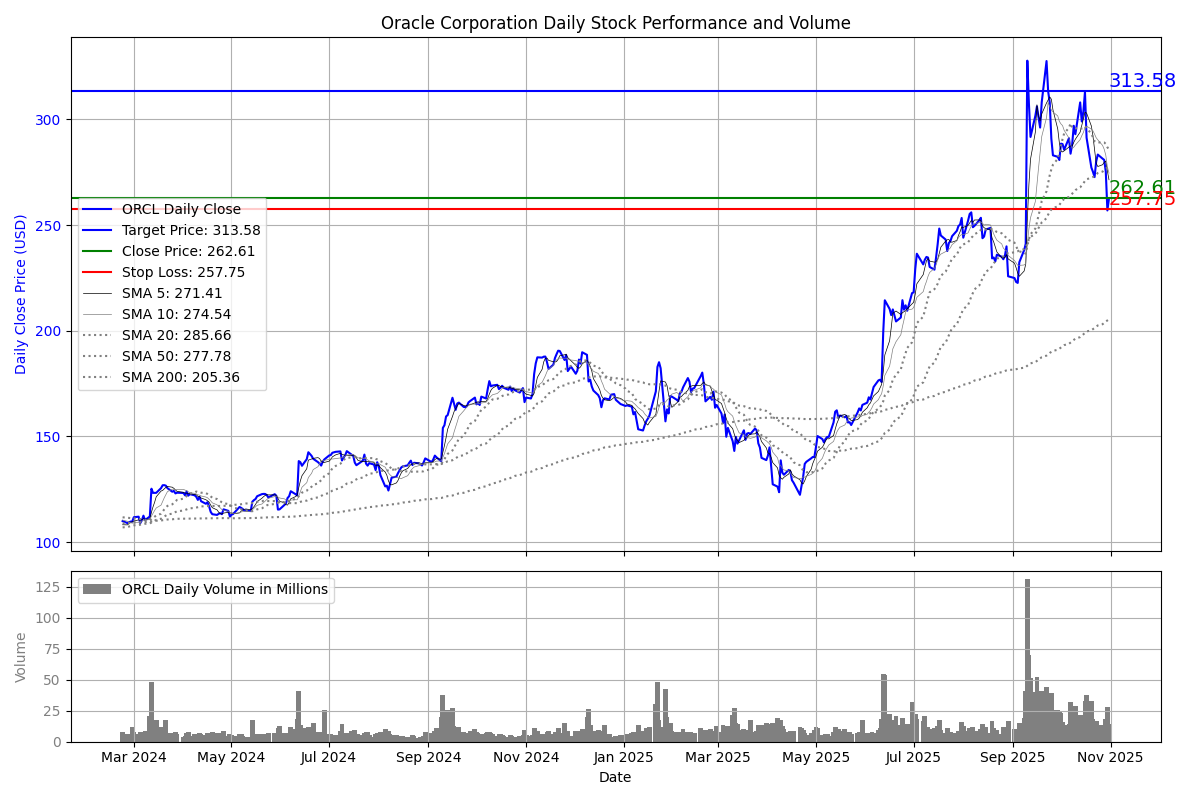 Oracle Corporation Daily Stock Performance and Volume
Daily Close Price (USD)
300
250
200
150
100
313.58
262.61
257.75
ORCL Daily Close
Target Price: 313.58
Close Price: 262.61
Stop Loss: 257.75
SMA 5: 271.41
SMA 10: 274.54
SMA 20: 285.66
SMA 50: 277.78
SMA 200: 205.36
Volume
125
100
75
50
25
0
ORCL Daily Volume in Millions
Mar 2024 May 2024 Jul 2024 Sep 2024 Nov 2024 Jan 2025 Mar 2025 May 2025 Jul 2025 Sep 2025 Nov 2025
Date